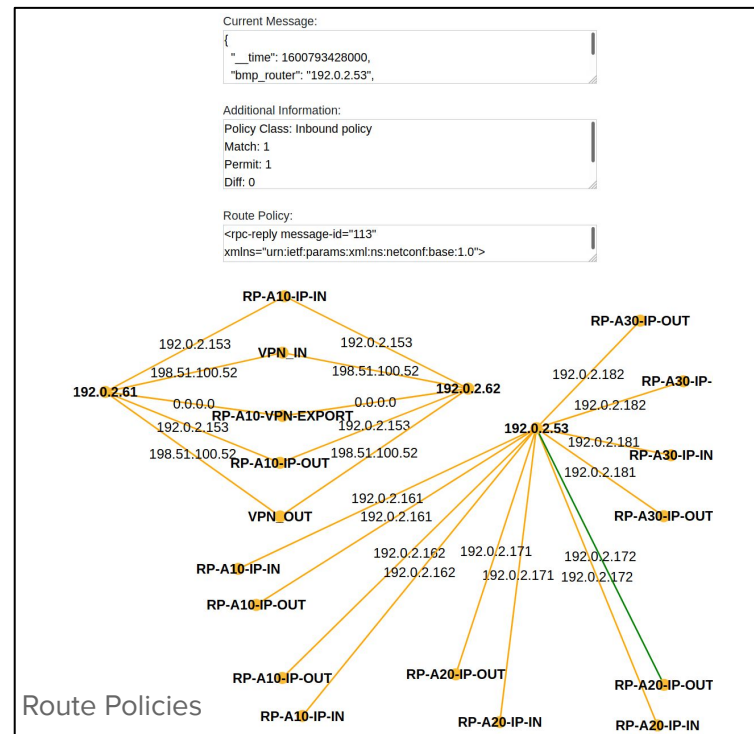 Current Message:
{
"__time": 1600793428000,
"bmp_router": "192.0.2.53",
Additional Information:
Policy Class: Inbound policy
Match: 1
Permit: 1
Diff: 0
Route Policy:
<rpc-reply message-id="113"
xmlns="urn:ietf:params:xml:ns:netconf:base:1.0">
RP-A10-IP-IN
RP-A30-IP-OUT
192.0.2.153
192.0.2.153
VPN_IN
198.51.100.52
198.51.100.52
192.0.2.182
RP-A30-IP-
192.0.2.61
192.0.2.62
0.0.0.0
0.0.0.0
192.0.2.182
RP-A10-VPN-EXPORT
192.0.2.153
192.0.2.153
192.0.2.53
198.51.100.52
198.51.100.52
192.0.2.181
RP-A30-IP-IN
RP-A10-IP-OUT
192.0.2.181
192.0.2.161
VPN_OUT
192.0.2.161
RP-A30-IP-OUT
192.0.2.162
192.0.2.171
192.0.2.172
RP-A10-IP-IN
192.0.2.162
192.0.2.171
192.0.2.172
RP-A10-IP-OUT
RP-A10-IP-OUT
RP-A20-IP-OUT
RP-A20-IP-OUT
Route Policies
RP-A10-IP-IN
RP-A20-IP-IN
RP-A20-IP-IN